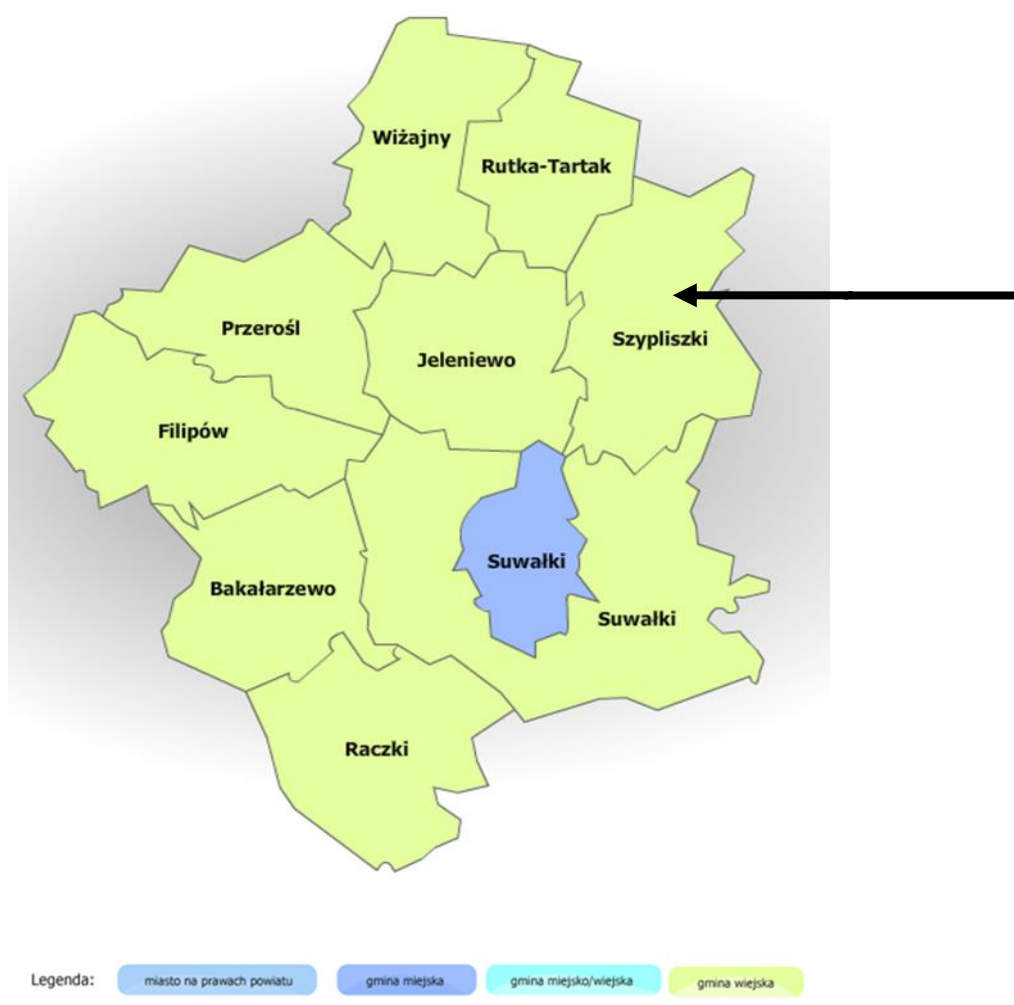 Wiżajny
Rutka-Tartak
Przerośl
Szypliszki
Jeleniewo
Filipów
Suwałki
Bakałarzewo
Suwałki
Raczki
Legenda: miasto na prawach powiatu gmina miejska gmina miejsko/wiejska gmina wiejska